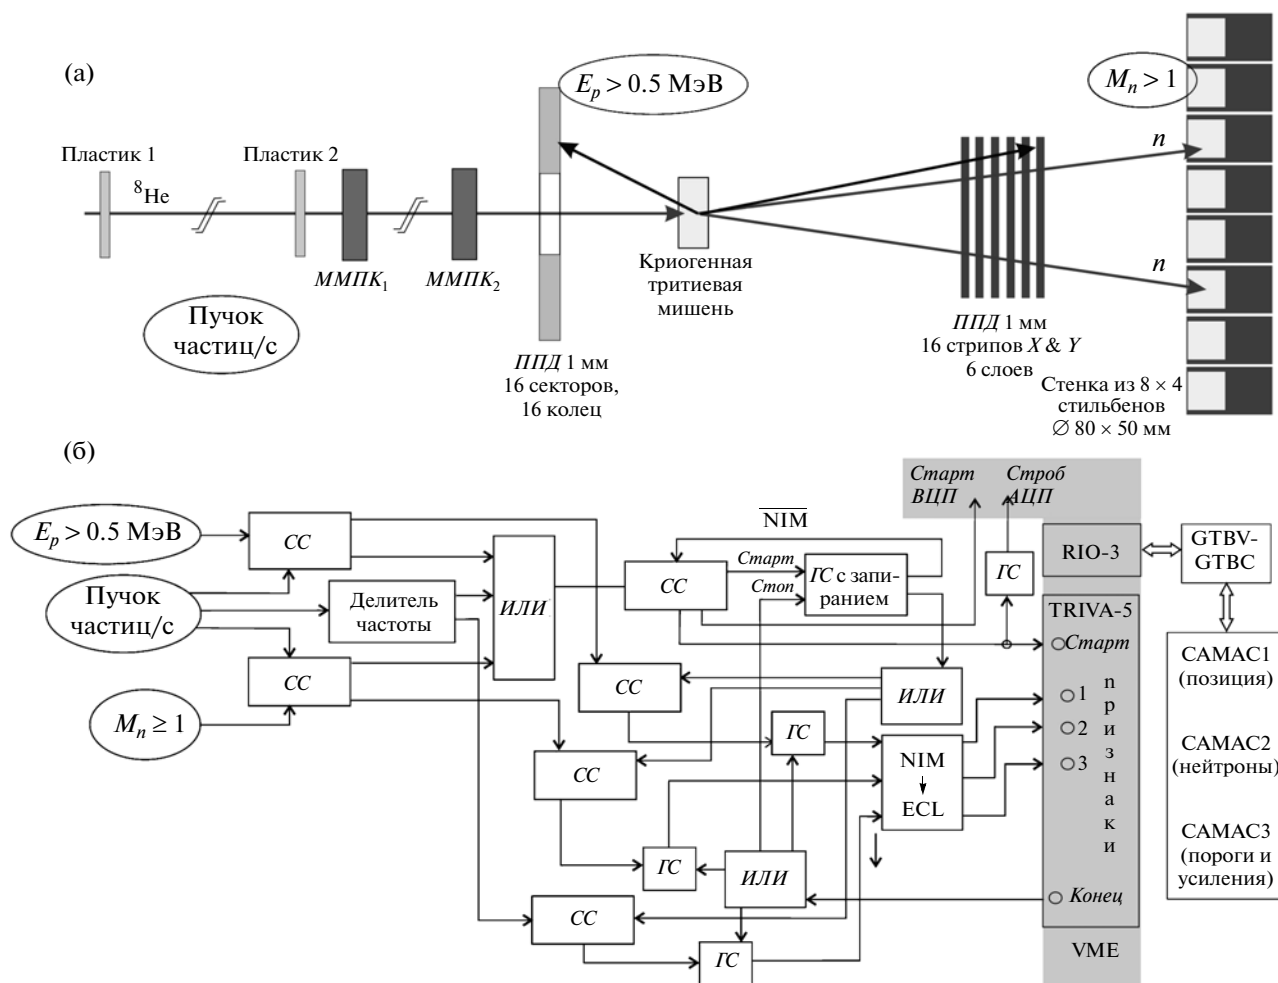 (а)
E_p > 0.5 МэВ
M_n > 1
Пластик 1
⁸He
Пластик 2
n
ММПК₁
ММПК₂
Криогенная
тритиевая
мишень
n
Пучок
частиц/с
ППД 1 мм
16 секторов,
16 колец
ППД 1 мм
16 стрипов X & Y
6 слоев
Стенка из 8 × 4
стильбенов
∅ 80 × 50 мм
(б)
Старт
ВЦП
Строб
АЦП
E_p > 0.5 МэВ
СС
ИЛИ
N̅I̅M̅
СС
Старт
Стоп
ГС с запи-
ранием
ГС
RIO-3
GTBV-
GTBC
Пучок
частиц/с
Делитель
частоты
TRIVA-5
Старт
СС
СС
ИЛИ
CAMAC1
(позиция)
M_n ≥ 1
ГС
1
2
3
признаки
СС
NIM
ECL
CAMAC2
(нейтроны)
ГС
ИЛИ
CAMAC3
(пороги и
усиления)
СС
Конец
ГС
VME